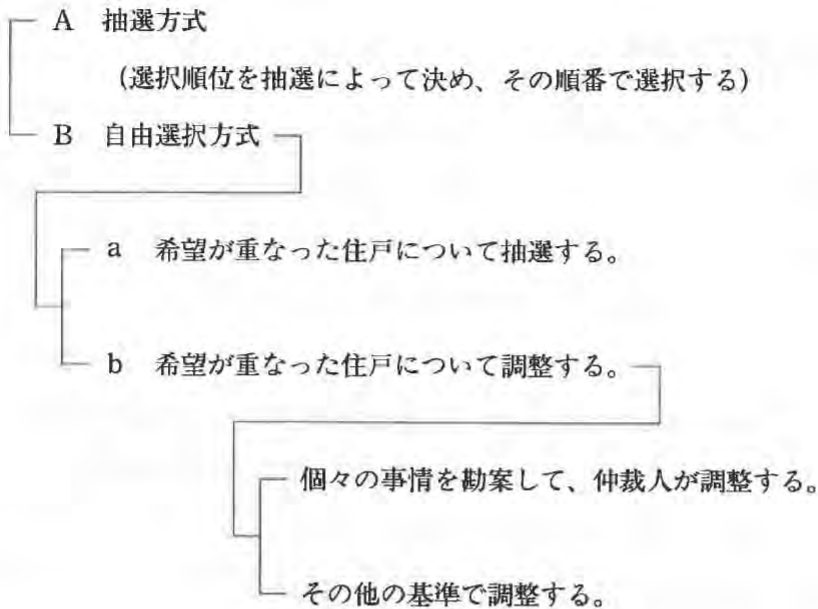 A 抽選方式
(選択順位を抽選によって決め、その順番で選択する)
B 自由選択方式
a 希望が重なった住戸について抽選する。
b 希望が重なった住戸について調整する。
個々の事情を勘案して、仲裁人が調整する。
その他の基準で調整する。